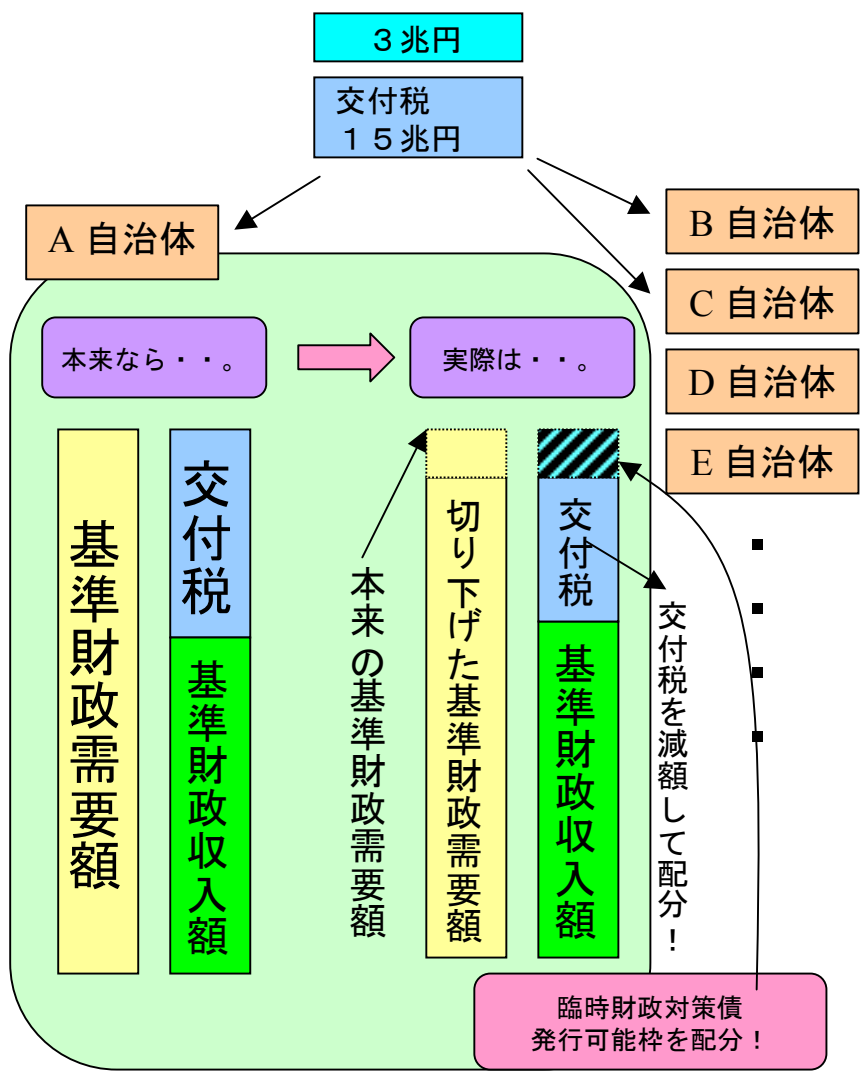 ３兆円
交付税
１５兆円
A 自治体
B 自治体
C 自治体
D 自治体
E 自治体
・
・
・
・
本来なら・・。
実際は・・。
基準財政需要額
交付税
基準財政収入額
本来の基準財政需要額
切り下げた基準財政需要額
交付税
基準財政収入額
交付税を減額して配分！
臨時財政対策債
発行可能枠を配分！